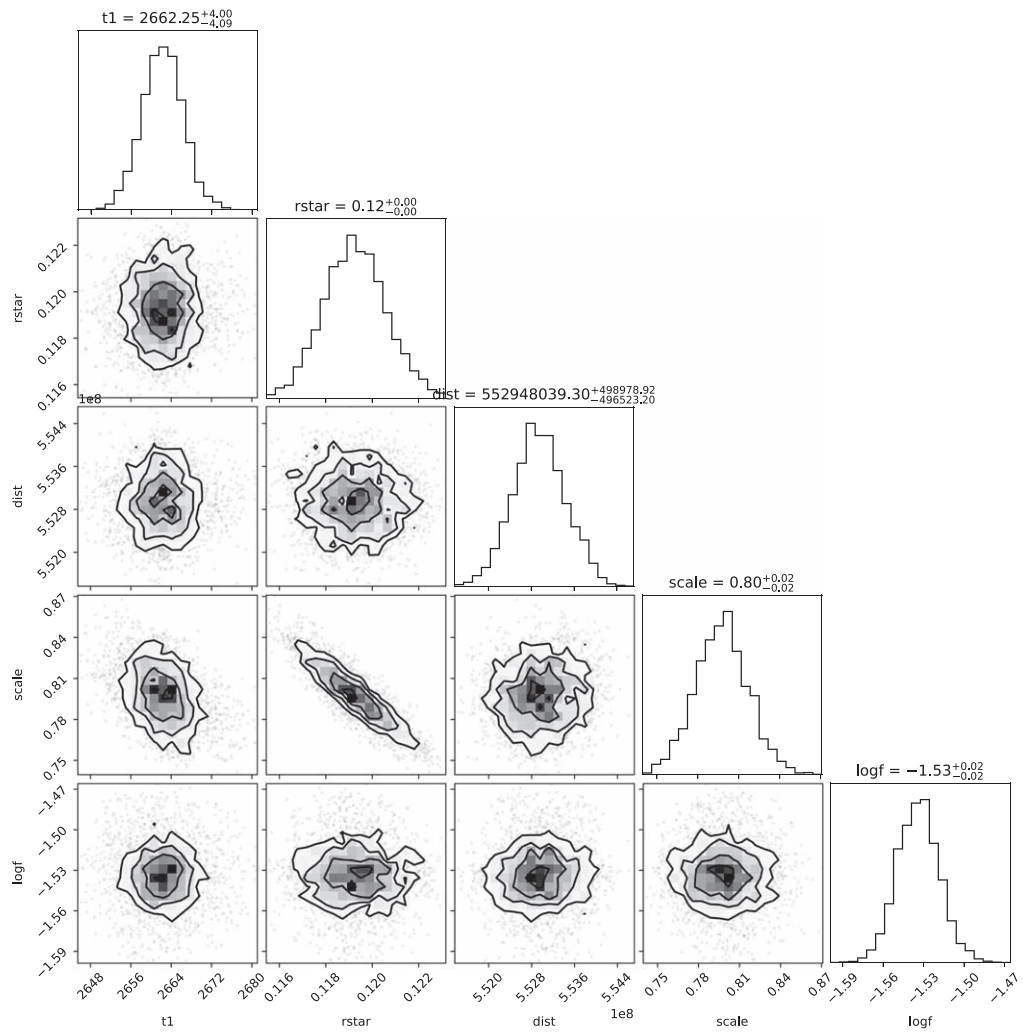 t1 = 2662.25+4.00 −4.09
rstar = 0.12+0.00 −0.00
0.122
0.120
0.118
0.116
rstar
1e8
dist = 552948039.30+498978.92 −496523.20
5.544
5.536
5.528
5.520
dist
scale = 0.80+0.02 −0.02
0.87
0.84
0.81
0.78
0.75
scale
logf = −1.53+0.02 −0.02
−1.47
−1.50
−1.53
−1.56
−1.59
logf
2648 2656 2664 2672 2680
0.116 0.118 0.120 0.122
5.520 5.528 5.536 5.544
0.75 0.78 0.81 0.84 0.87
−1.59 −1.56 −1.53 −1.50 −1.47
1e8
t1 rstar dist scale logf